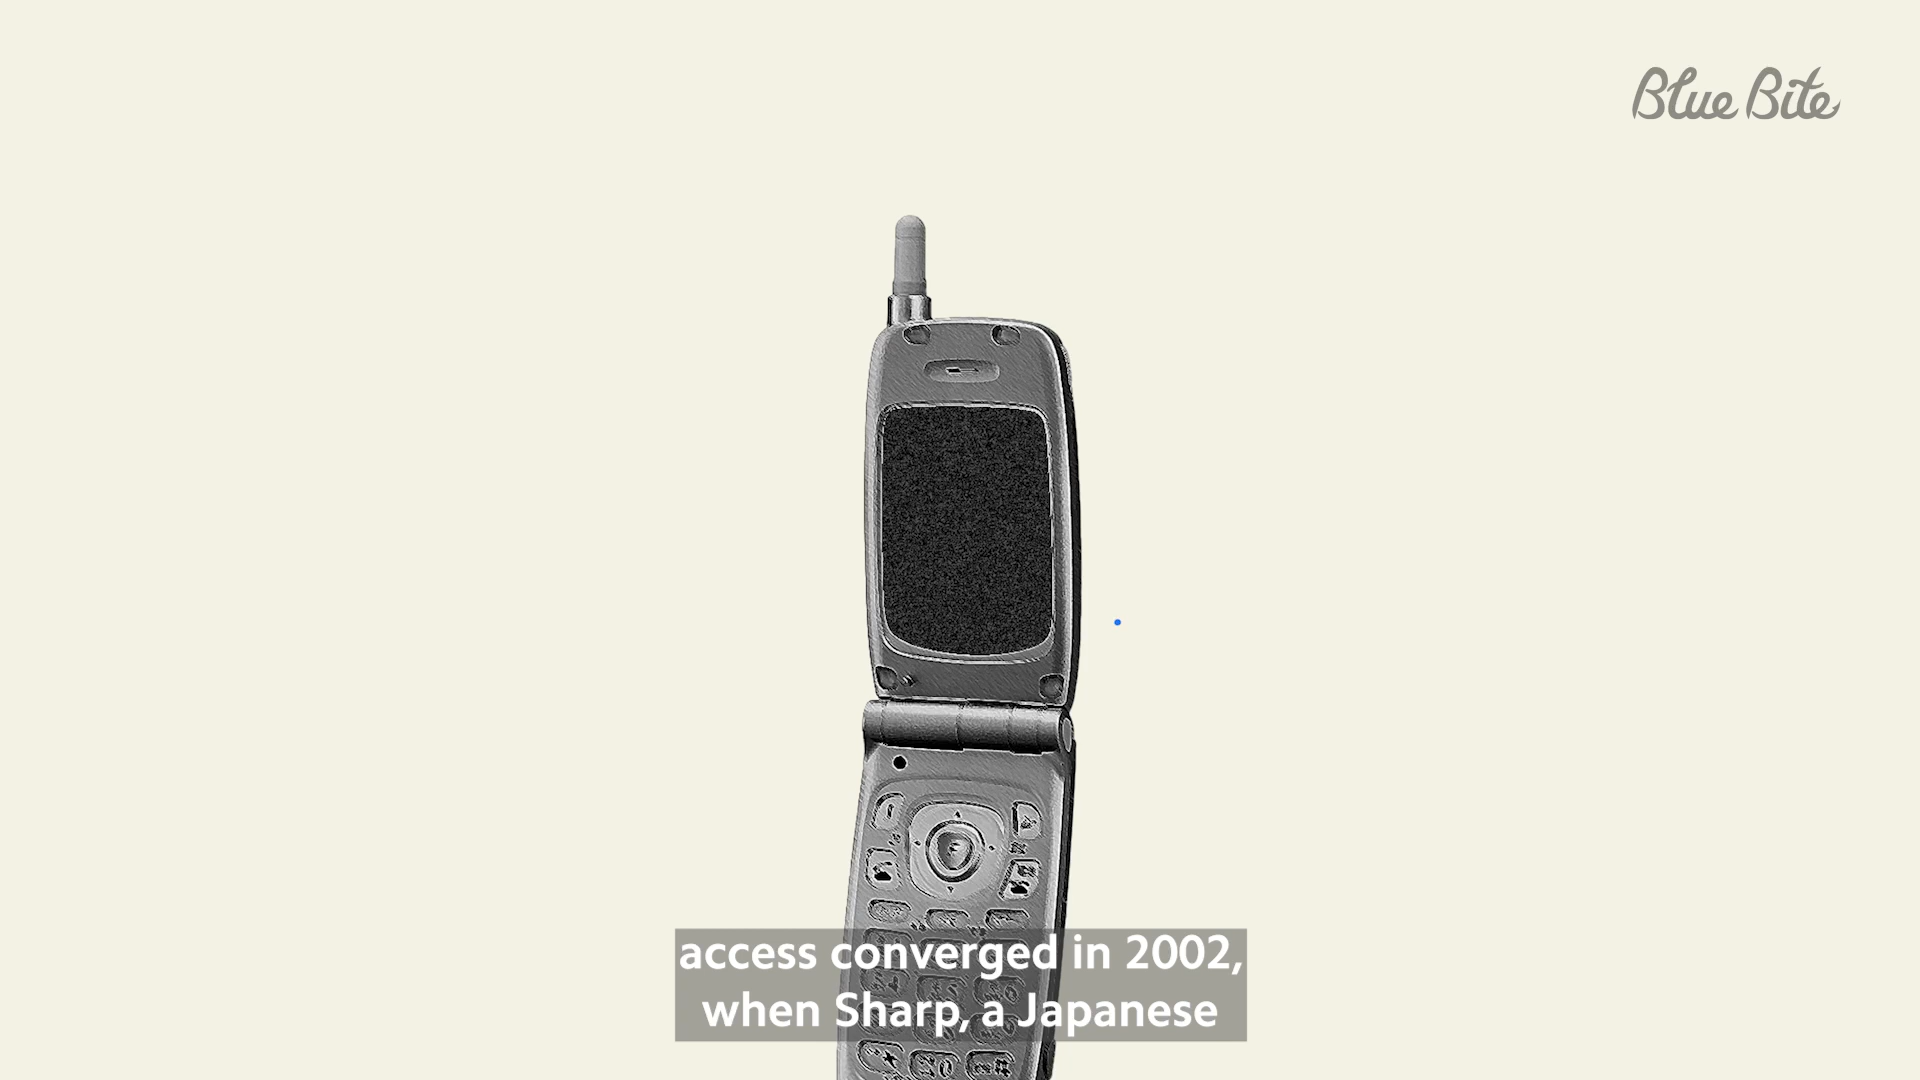 Blue Bite
access converged in 2002,
when Sharp, a Japanese